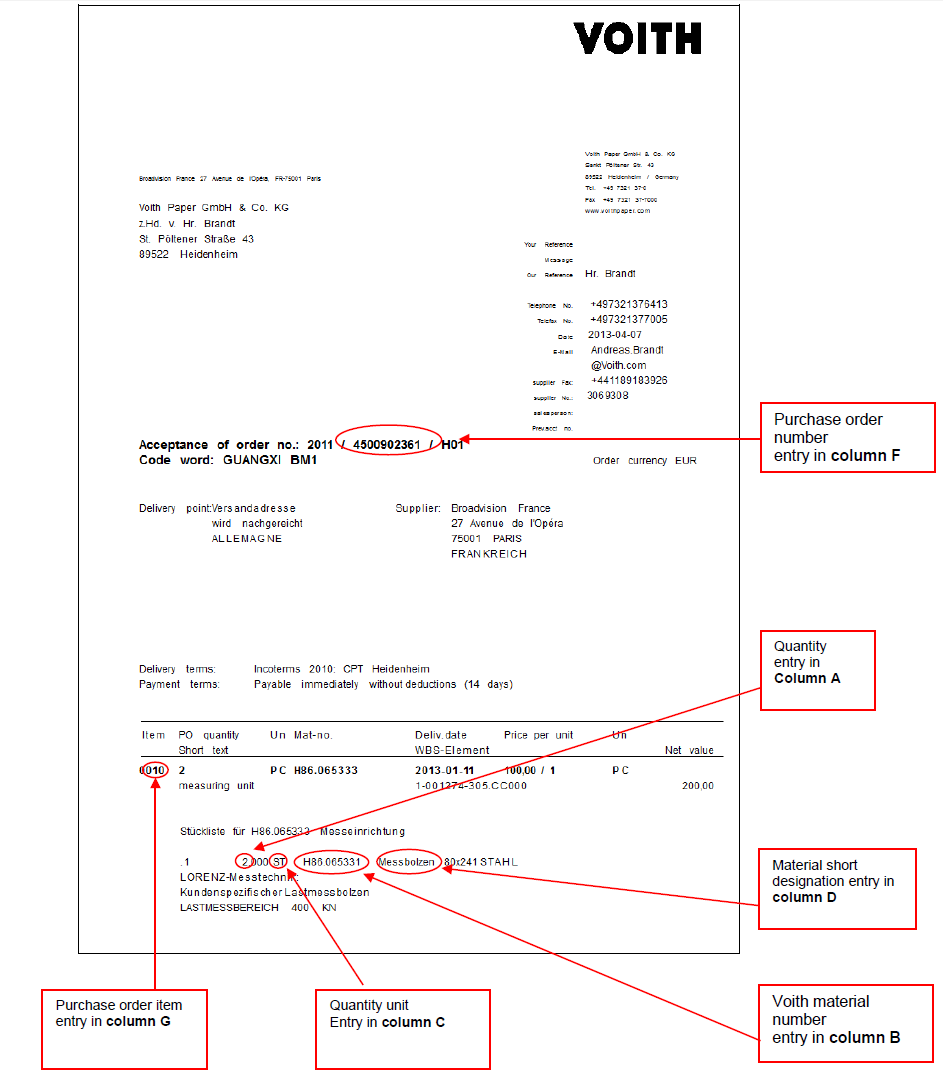 VOITH
Voith Paper GmbH & Co. KG
Sankt Pöltener Str. 43
89522 Heidenheim / Germany
Tel. +49 7321 37-0
Fax +49 7321 37-7000
www.voithpaper.com
Broadvision France, 27 Avenue de l'Opéra, FR-75001 Paris
Voith Paper GmbH & Co. KG
z.Hd. v. Hr. Brandt
St. Pöltener Straße 43
89522 Heidenheim
Your Reference
Message
Our Reference Hr. Brandt
Telephone No. +497321376413
Telefax No. +497321377005
Date 2013-04-07
E-Mail Andreas.Brandt
@Voith.com
supplier Fax: +441189183926
supplier No.: 3069308
salesperson:
Prev.acct no.
Purchase order
number
entry in column F
Acceptance of order no.: 2011 / 4500902361 / H01
Code word: GUANGXI BM1
Order currency EUR
Delivery point: Versandadresse
wird nachgereicht
ALLEMAGNE
Supplier: Broadvision France
27 Avenue de l'Opéra
75001 PARIS
FRANKREICH
Quantity
entry in
Column A
Delivery terms: Incoterms 2010: CPT Heidenheim
Payment terms: Payable immediately without deductions (14 days)
Item PO quantity Un Mat-no. Deliv.date Price per unit Un
Short text WBS-Element Net value
0010 2 PC H86.065333 2013-01-11 100,00 / 1 PC
measuring unit 1-001274-305.CC000 200,00
Stückliste für H86.065333 Messeinrichtung
.1 2,000 ST H86.065331 Messbolzen 80x241 STAHL
LORENZ-Messtechnik:
Kundenspezifischer Lastmessbolzen
LASTMESSBEREICH 400 KN
Material short
designation entry in
column D
Purchase order item
entry in column G
Quantity unit
Entry in column C
Voith material
number
entry in column B